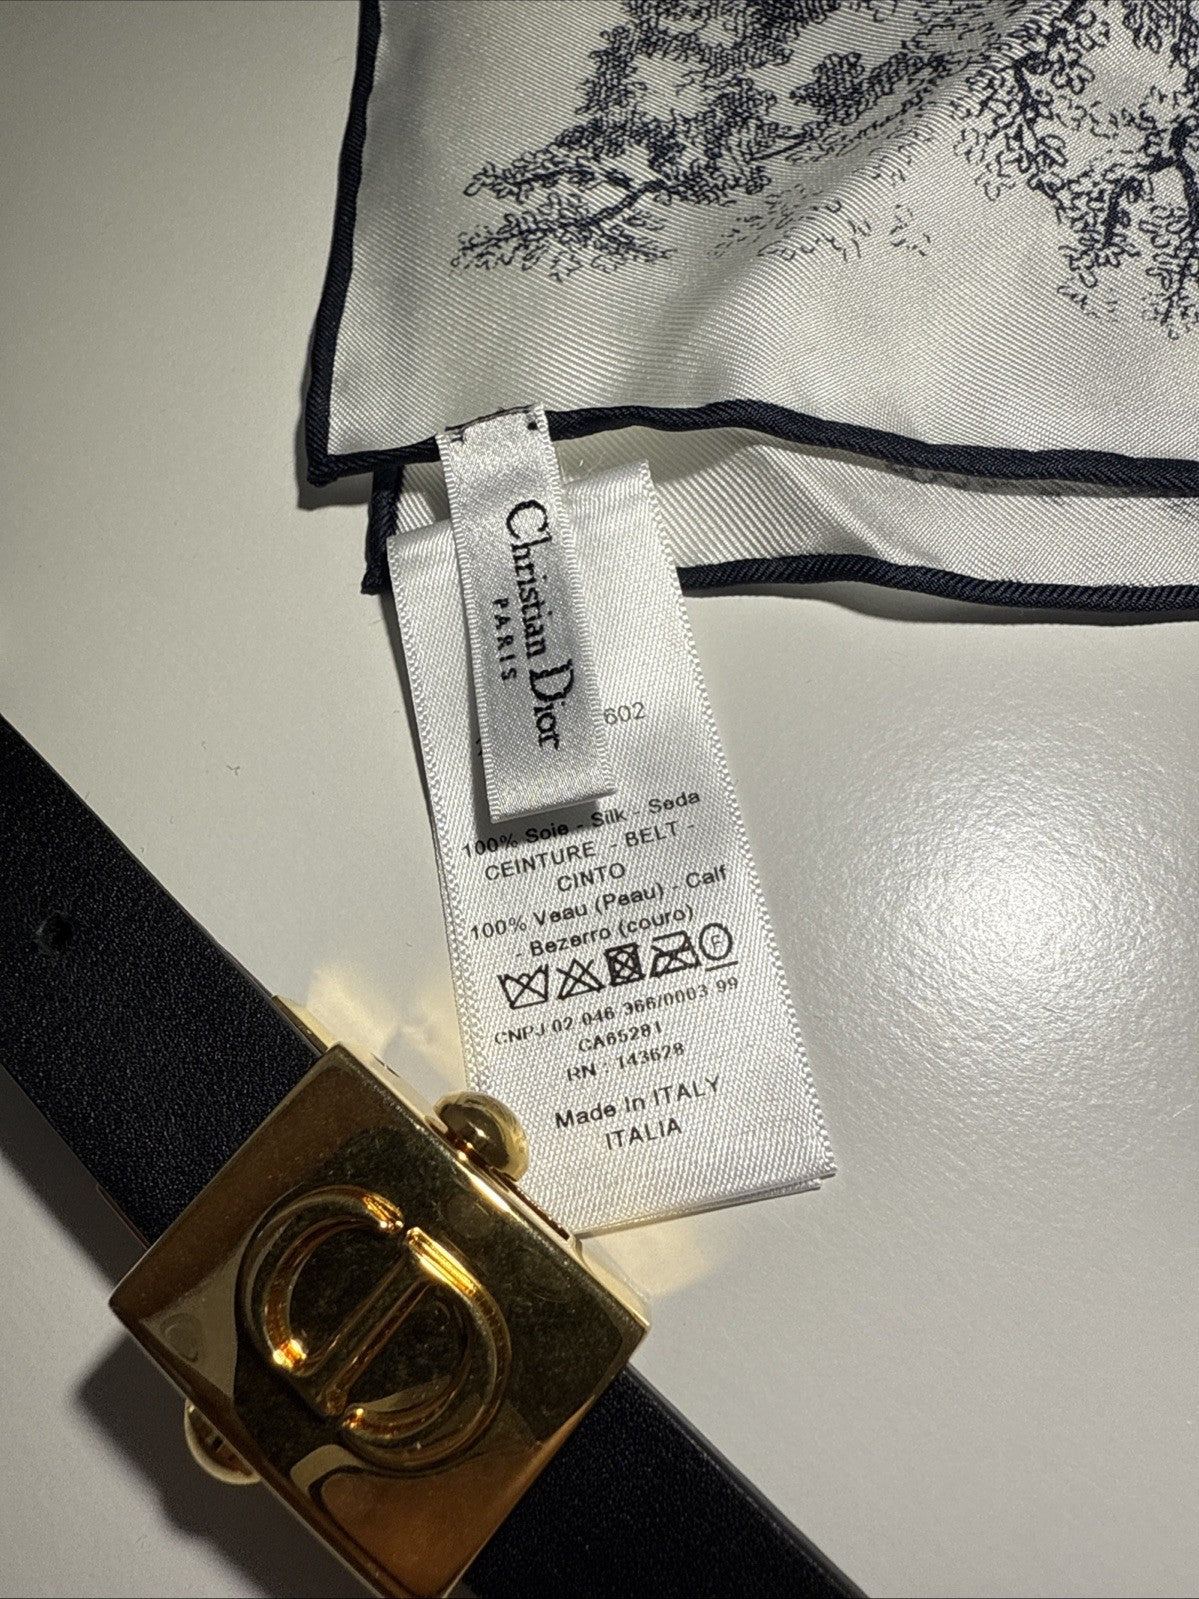 Christian Dior
PARIS
602
100% Soie - Silk - Seda
CEINTURE - BELT -
CINTO
100% Veau (Peau) - Calf
- Bezerro (couro)
F
CNPJ 02 046 366/0003 99
CA65281
RN : 143628
Made In ITALY
ITALIA
CD